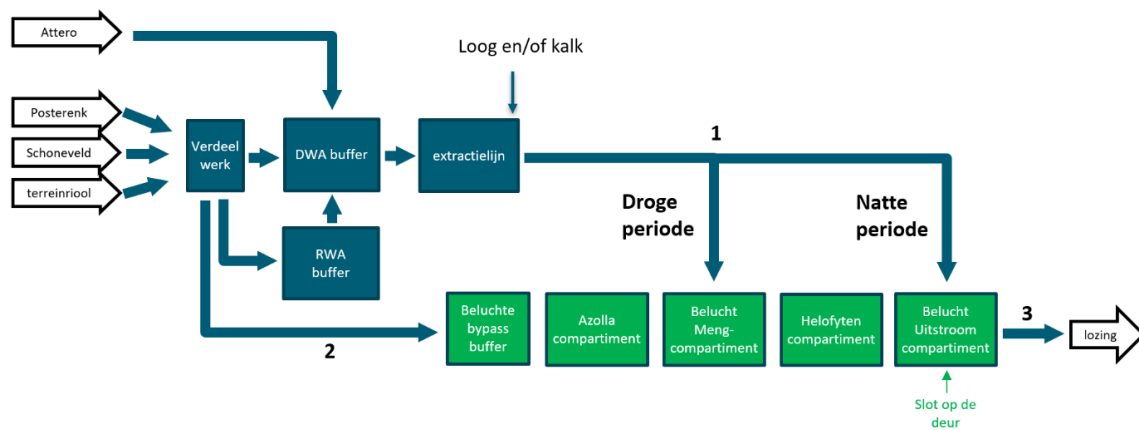 Attero
Loog en/of kalk
Posterenk
Schoneveld
terreinriool
Verdeel
werk
DWA buffer
extractielijn
1
Droge
periode
Natte
periode
RWA
buffer
2
Beluchte
bypass
buffer
Azolla
compartiment
Belucht
Meng-
compartiment
Helofyten
compartiment
Belucht
Uitstroom
compartiment
3
lozing
Slot op de
deur